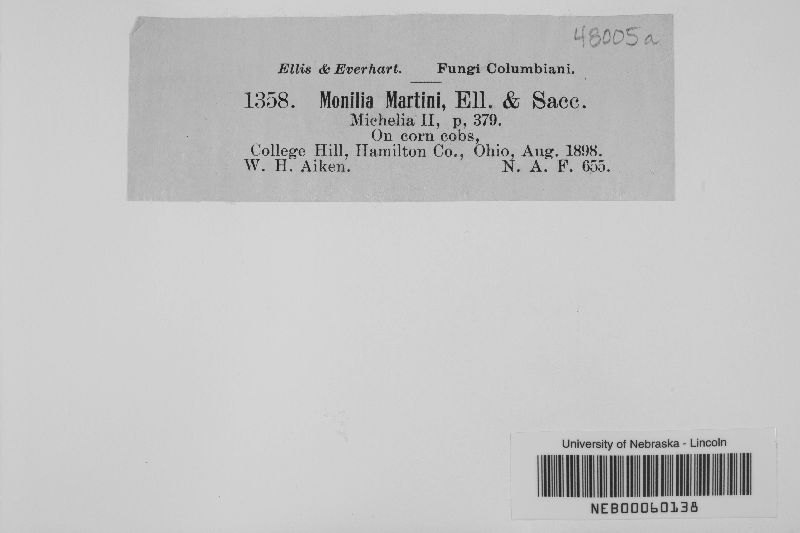 48005a
Ellis & Everhart. Fungi Columbiani.
1358. Monilia Martini, Ell. & Sacc.
Michelia II, p, 379.
On corn cobs,
College Hill, Hamilton Co., Ohio, Aug. 1898.
W. H. Aiken. N. A. F. 655.
University of Nebraska - Lincoln
NEB00060138